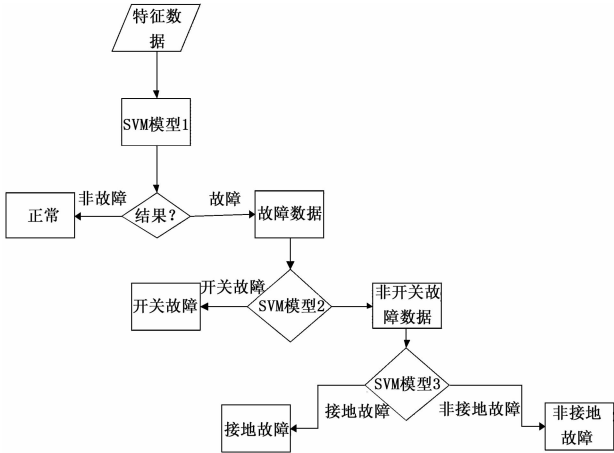 特征数
据
SVM模型1
非故障
故障
正常
结果?
故障数据
开关故障
开关故障
SVM模型2
非开关故
障数据
SVM模型3
接地故障
非接地故障
接地故障
非接地
故障